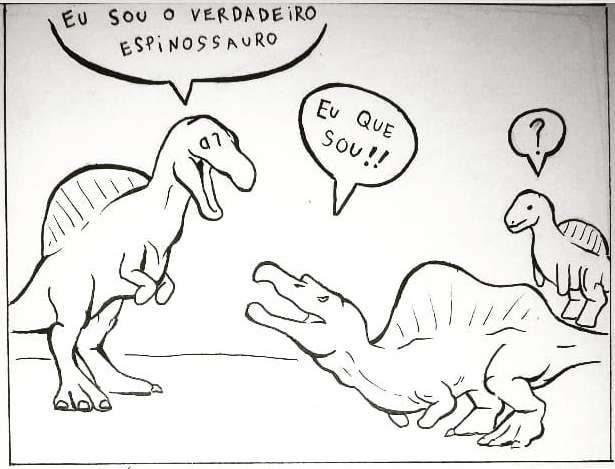 EU SOU O VERDADEIRO
ESPINOSSAURO
EU QUE
SOU!!
?